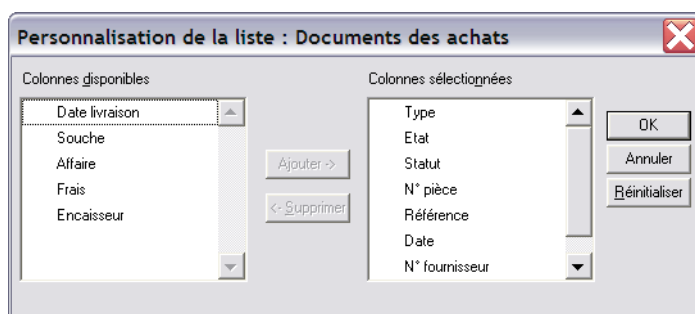 Personnalisation de la liste : Documents des achats
Colonnes disponibles
Date livraison
Souche
Affaire
Frais
Encaisseur
Ajouter ->
<- Supprimer
Colonnes sélectionnées
Type
Etat
Statut
N° pièce
Référence
Date
N° fournisseur
OK
Annuler
Réinitialiser